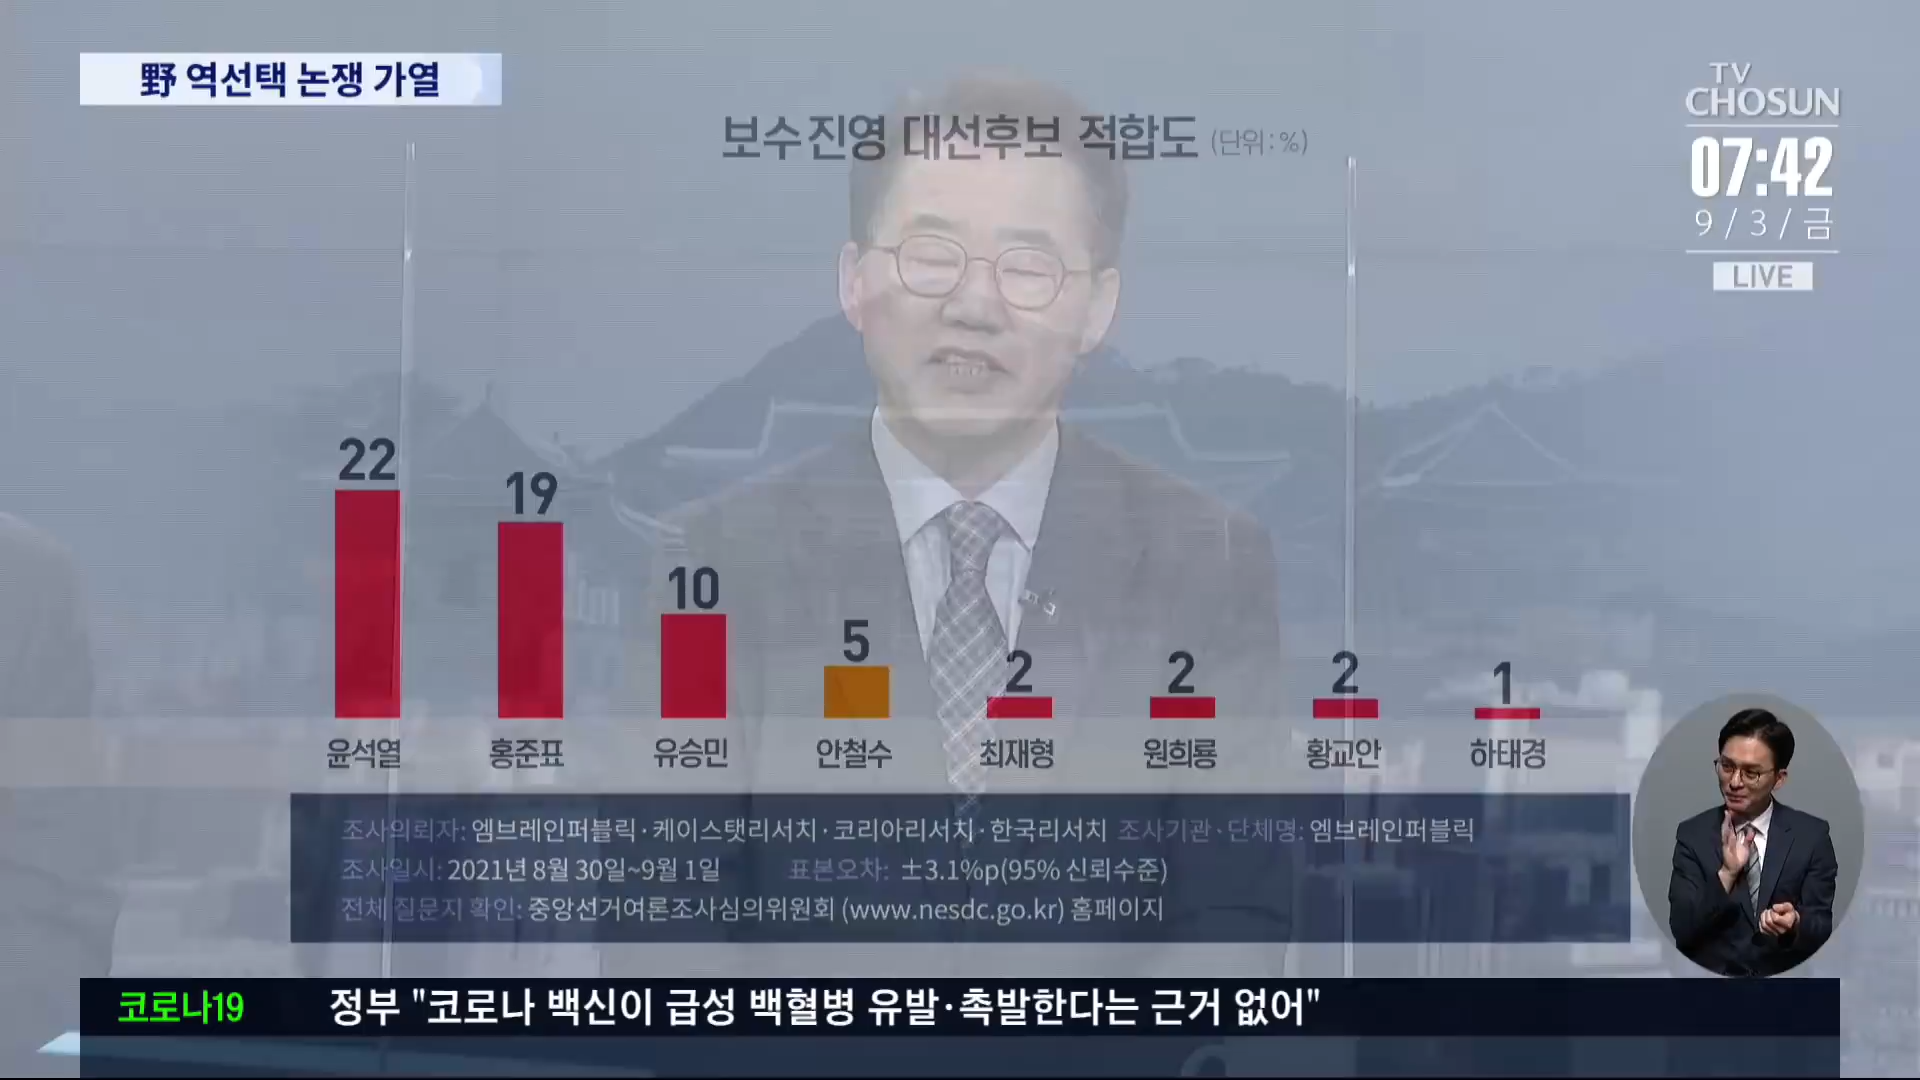 野 역선택 논쟁 가열
TV
CHOSUN
07:42
9/3/금
LIVE
보수진영 대선후보 적합도 (단위:%)
22
19
10
5
2
2
2
1
윤석열
홍준표
유승민
안철수
최재형
원희룡
황교안
하태경
조사의뢰자: 엠브레인퍼블릭·케이스탯리서치·코리아리서치·한국리서치 조사기관·단체명: 엠브레인퍼블릭
조사일시: 2021년 8월 30일~9월 1일 표본오차: ±3.1%p(95% 신뢰수준)
전체 질문지 확인: 중앙선거여론조사심의위원회 (www.nesdc.go.kr) 홈페이지
코로나19 정부 "코로나 백신이 급성 백혈병 유발·촉발한다는 근거 없어"